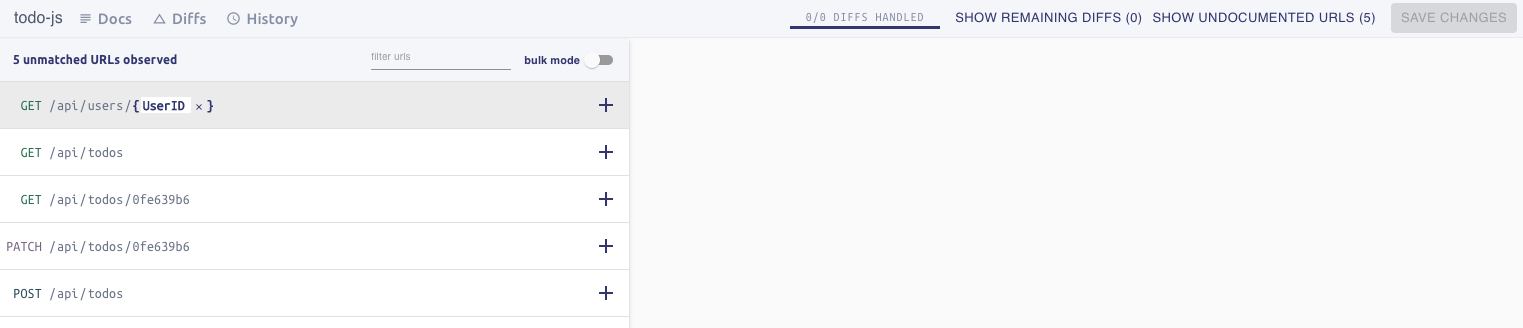 todo-js Docs Diffs History 0/0 DIFFS HANDLED SHOW REMAINING DIFFS (0) SHOW UNDOCUMENTED URLS (5) SAVE CHANGES
5 unmatched URLs observed filter urls bulk mode
GET /api/users/{UserID × }
GET /api/todos
GET /api/todos/0fe639b6
PATCH /api/todos/0fe639b6
POST /api/todos